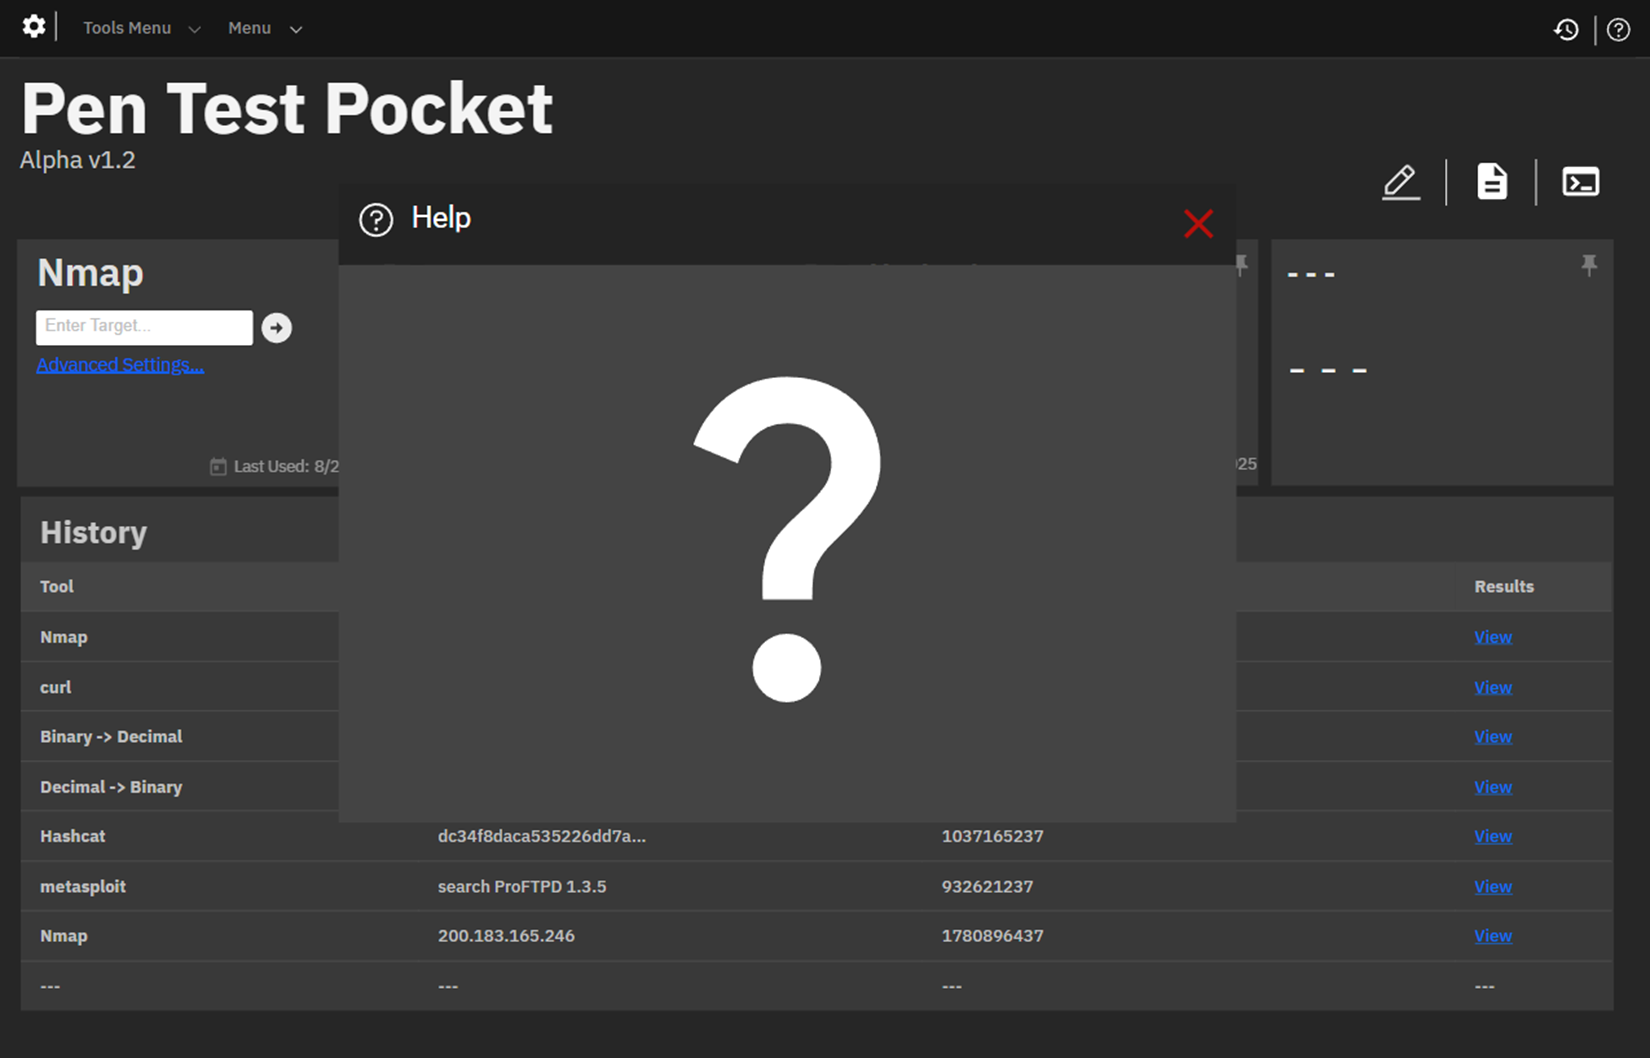 Tools Menu Menu
Pen Test Pocket
Alpha v1.2
? Help
Nmap
---
Enter Target...
Advanced Settings...
– – –
Last Used: 8/2
025
?
History
Tool Results
Nmap View
curl View
Binary -> Decimal View
Decimal -> Binary View
Hashcat dc34f8daca535226dd7a... 1037165237 View
metasploit search ProFTPD 1.3.5 932621237 View
Nmap 200.183.165.246 1780896437 View
--- --- --- ---